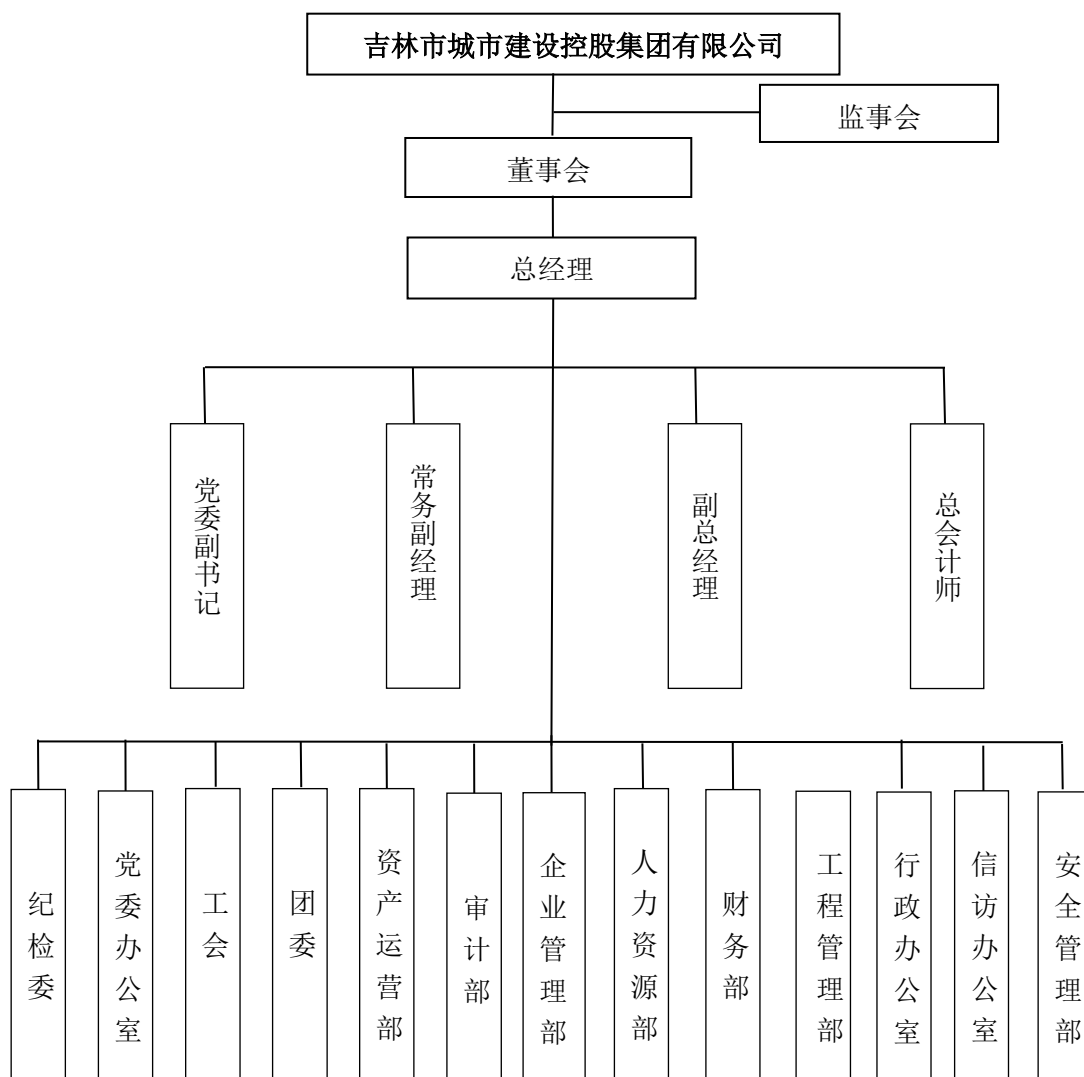 吉林市城市建设控股集团有限公司
监事会
董事会
总经理
党委副书记
常务副经理
副总经理
总会计师
纪检委
党委办公室
工会
团委
资产运营部
审计部
企业管理部
人力资源部
财务部
工程管理部
行政办公室
信访办公室
安全管理部